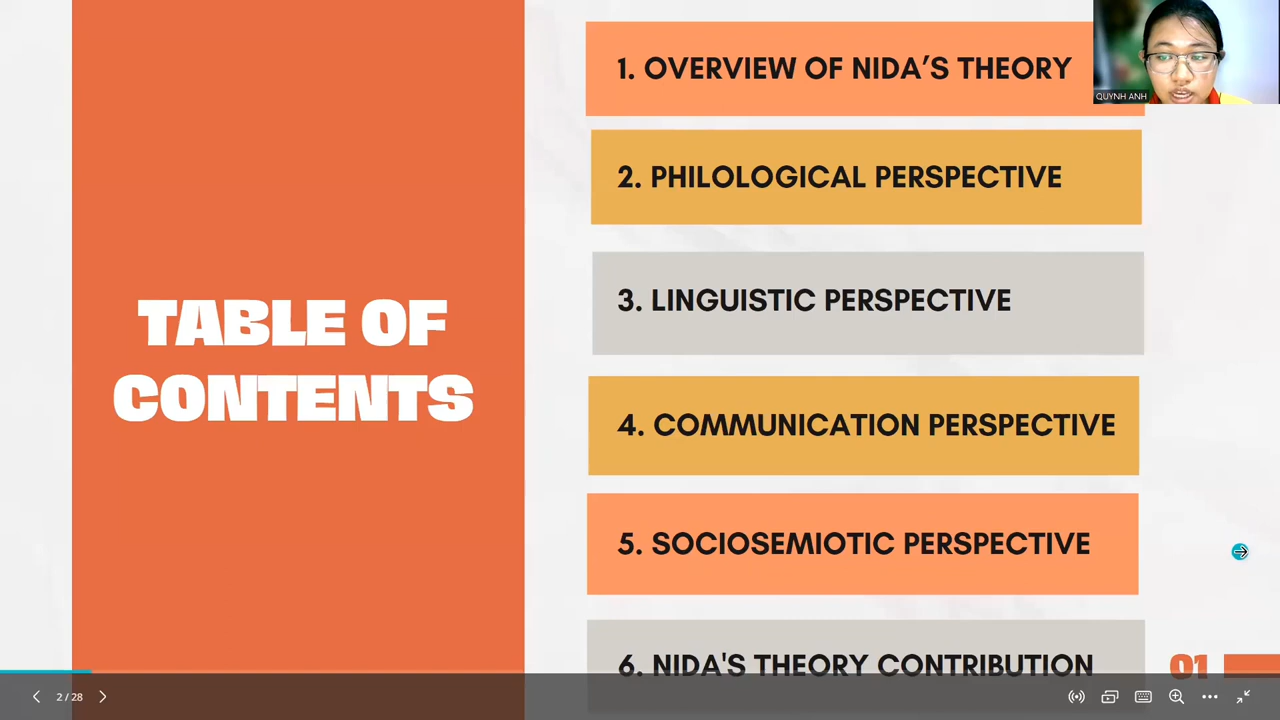 TABLE OF
CONTENTS
1. OVERVIEW OF NIDA’S THEORY
2. PHILOLOGICAL PERSPECTIVE
3. LINGUISTIC PERSPECTIVE
4. COMMUNICATION PERSPECTIVE
5. SOCIOSEMIOTIC PERSPECTIVE
6. NIDA'S THEORY CONTRIBUTION
QUYNH ANH
01
2 / 28